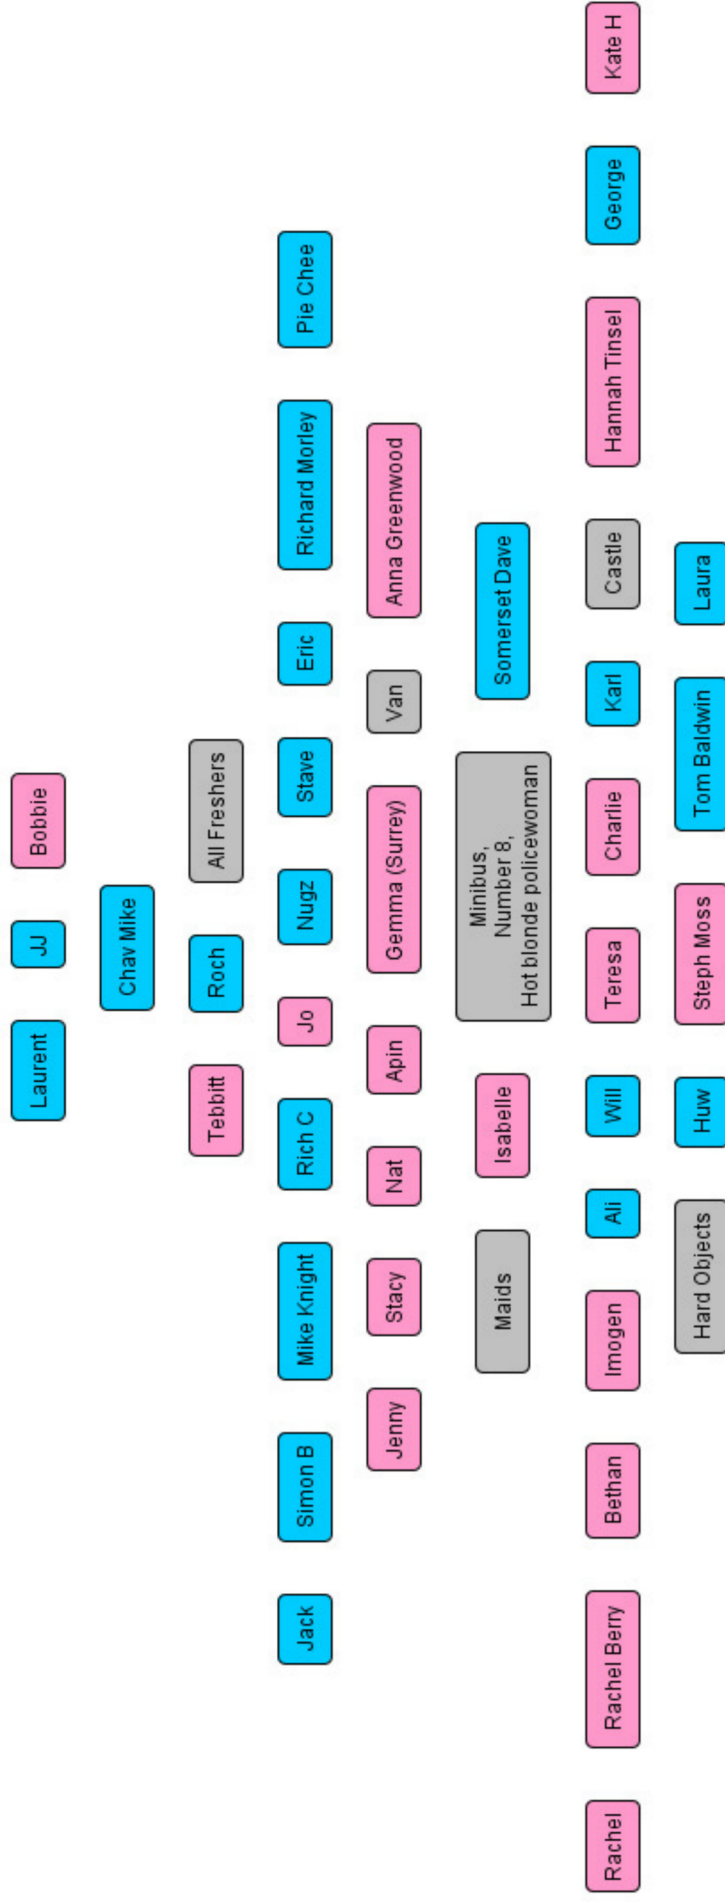 Laurent
JJ
Bobbie
Chav Mike
Tebbitt
Roch
All Freshers
Jack
Simon B
Mike Knight
Rich C
Jo
Nugz
Stave
Eric
Richard Morley
Pie Chee
Jenny
Stacy
Nat
Apin
Gemma (Surrey)
Van
Anna Greenwood
Maids
Isabelle
Minibus,
Number 8,
Hot blonde policewoman
Somerset Dave
Rachel
Rachel Berry
Bethan
Imogen
Ali
Will
Teresa
Charlie
Karl
Castle
Hannah Tinsel
George
Kate H
Hard Objects
Huw
Steph Moss
Tom Baldwin
Laura